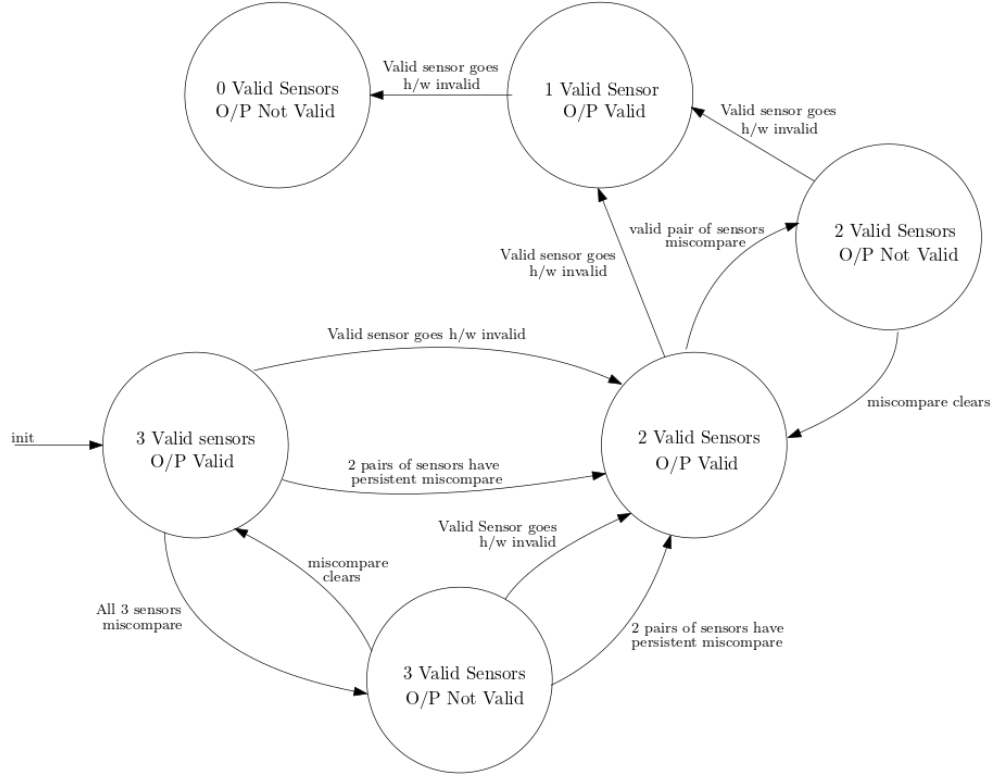 Valid sensor goes
h/w invalid
0 Valid Sensors
O/P Not Valid
1 Valid Sensor
O/P Valid
Valid sensor goes
h/w invalid
valid pair of sensors
miscompare
2 Valid Sensors
O/P Not Valid
Valid sensor goes
h/w invalid
Valid sensor goes h/w invalid
miscompare clears
init
3 Valid sensors
O/P Valid
2 Valid Sensors
O/P Valid
2 pairs of sensors have
persistent miscompare
Valid Sensor goes
h/w invalid
miscompare
clears
All 3 sensors
miscompare
2 pairs of sensors have
persistent miscompare
3 Valid Sensors
O/P Not Valid